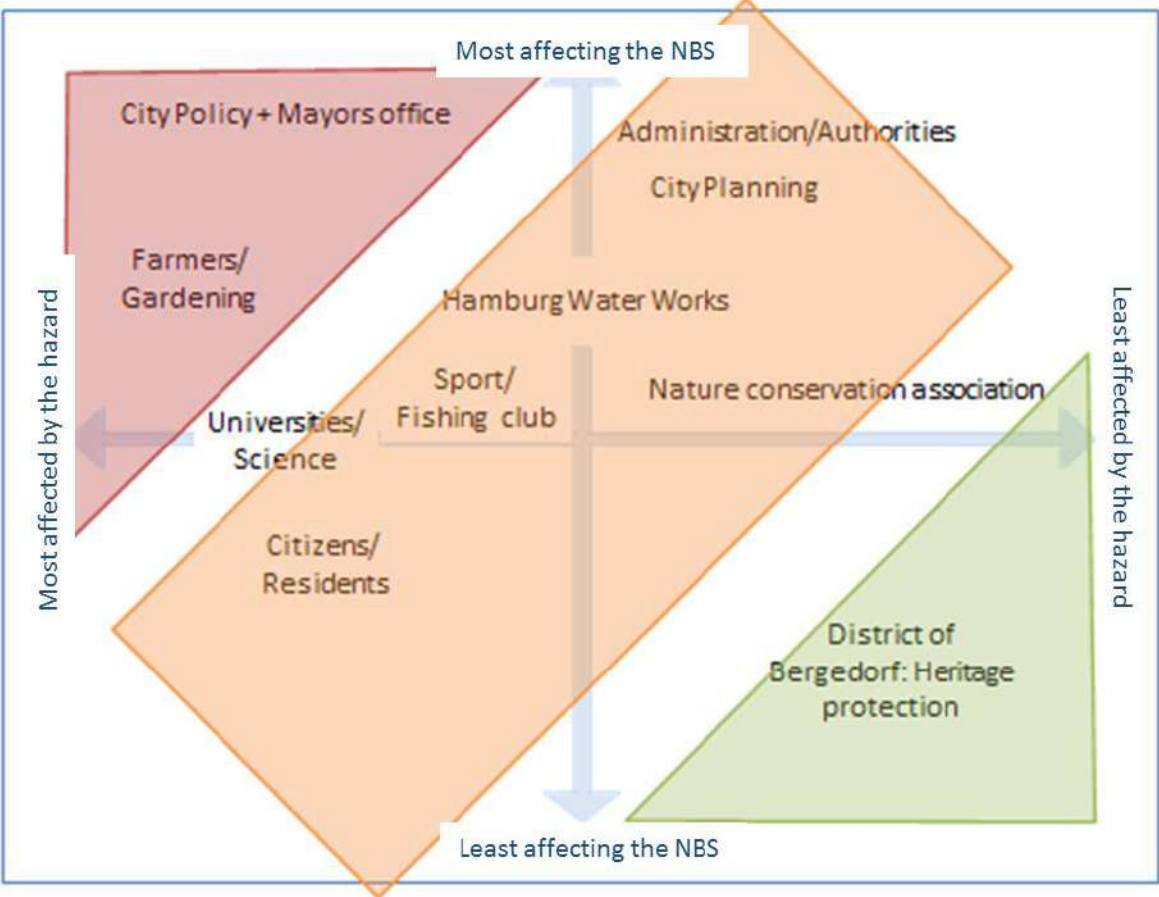 Most affecting the NBS
City Policy + Mayors office
Administration/Authorities
City Planning
Farmers/
Gardening
Hamburg Water Works
Most affected by the hazard
Least affected by the hazard
Sport/
Fishing club
Nature conservation association
Universities/
Science
Citizens/
Residents
District of
Bergedorf: Heritage
protection
Least affecting the NBS